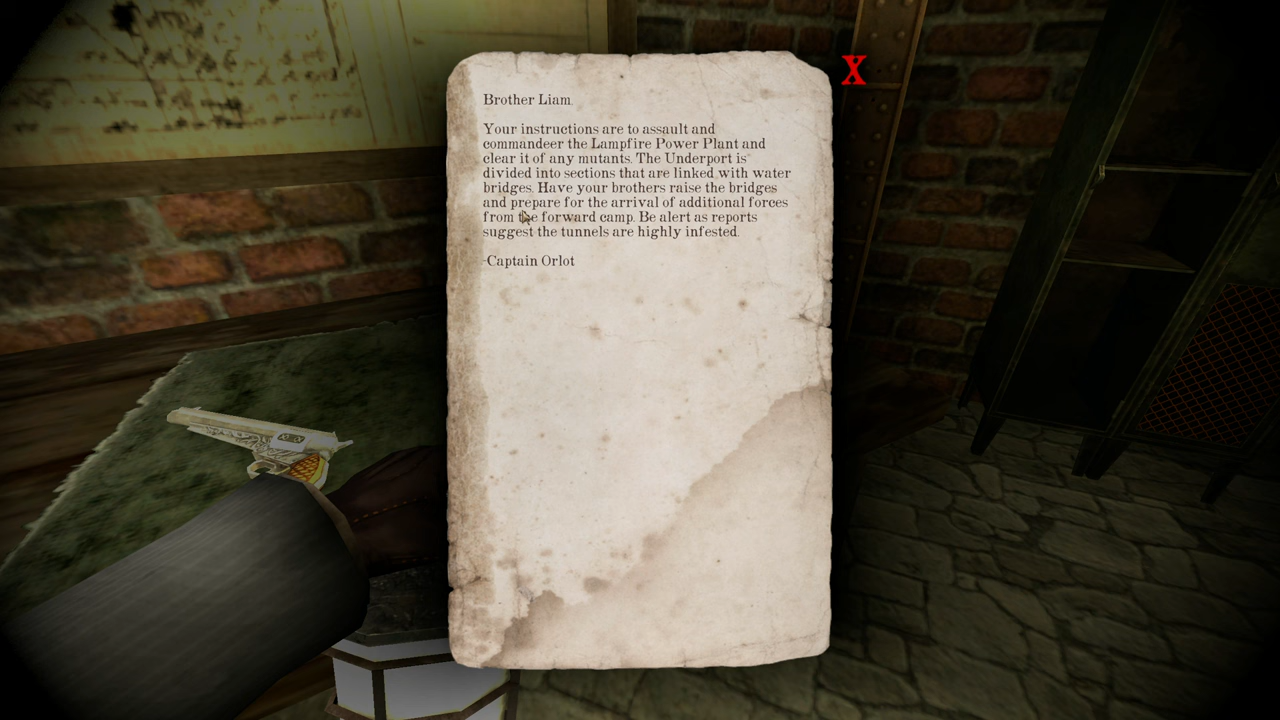 X
Brother Liam.
Your instructions are to assault and
commandeer the Lampfire Power Plant and
clear it of any mutants. The Underport is
divided into sections that are linked with water
bridges. Have your brothers raise the bridges
and prepare for the arrival of additional forces
from the forward camp. Be alert as reports
suggest the tunnels are highly infested.
-Captain Orlot